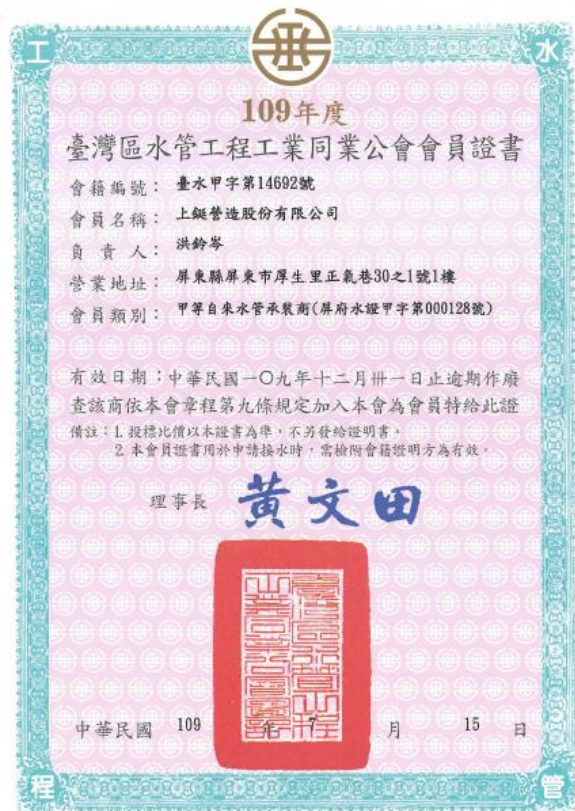 工 水
109年度
臺灣區水管工程工業同業公會會員證書
會籍編號： 臺水甲字第14692號
會員名稱： 上鋌營造股份有限公司
負責人： 洪鈴岑
營業地址： 屏東縣屏東市厚生里正氣巷30之1號1樓
會員類別： 甲等自來水管承裝商(屏府水證甲字第000128號)
有效日期：中華民國一〇九年十二月卅一日止逾期作廢
查該商依本會章程第九條規定加入本會為會員特給此證
備註：1. 投標比價以本證書為準，不另發給證明書。
2. 本會員證書用於申請接水時，需檢附會籍證明方為有效。
理事長 黃文田
中華民國 109 年 7 月 15 日
程 管